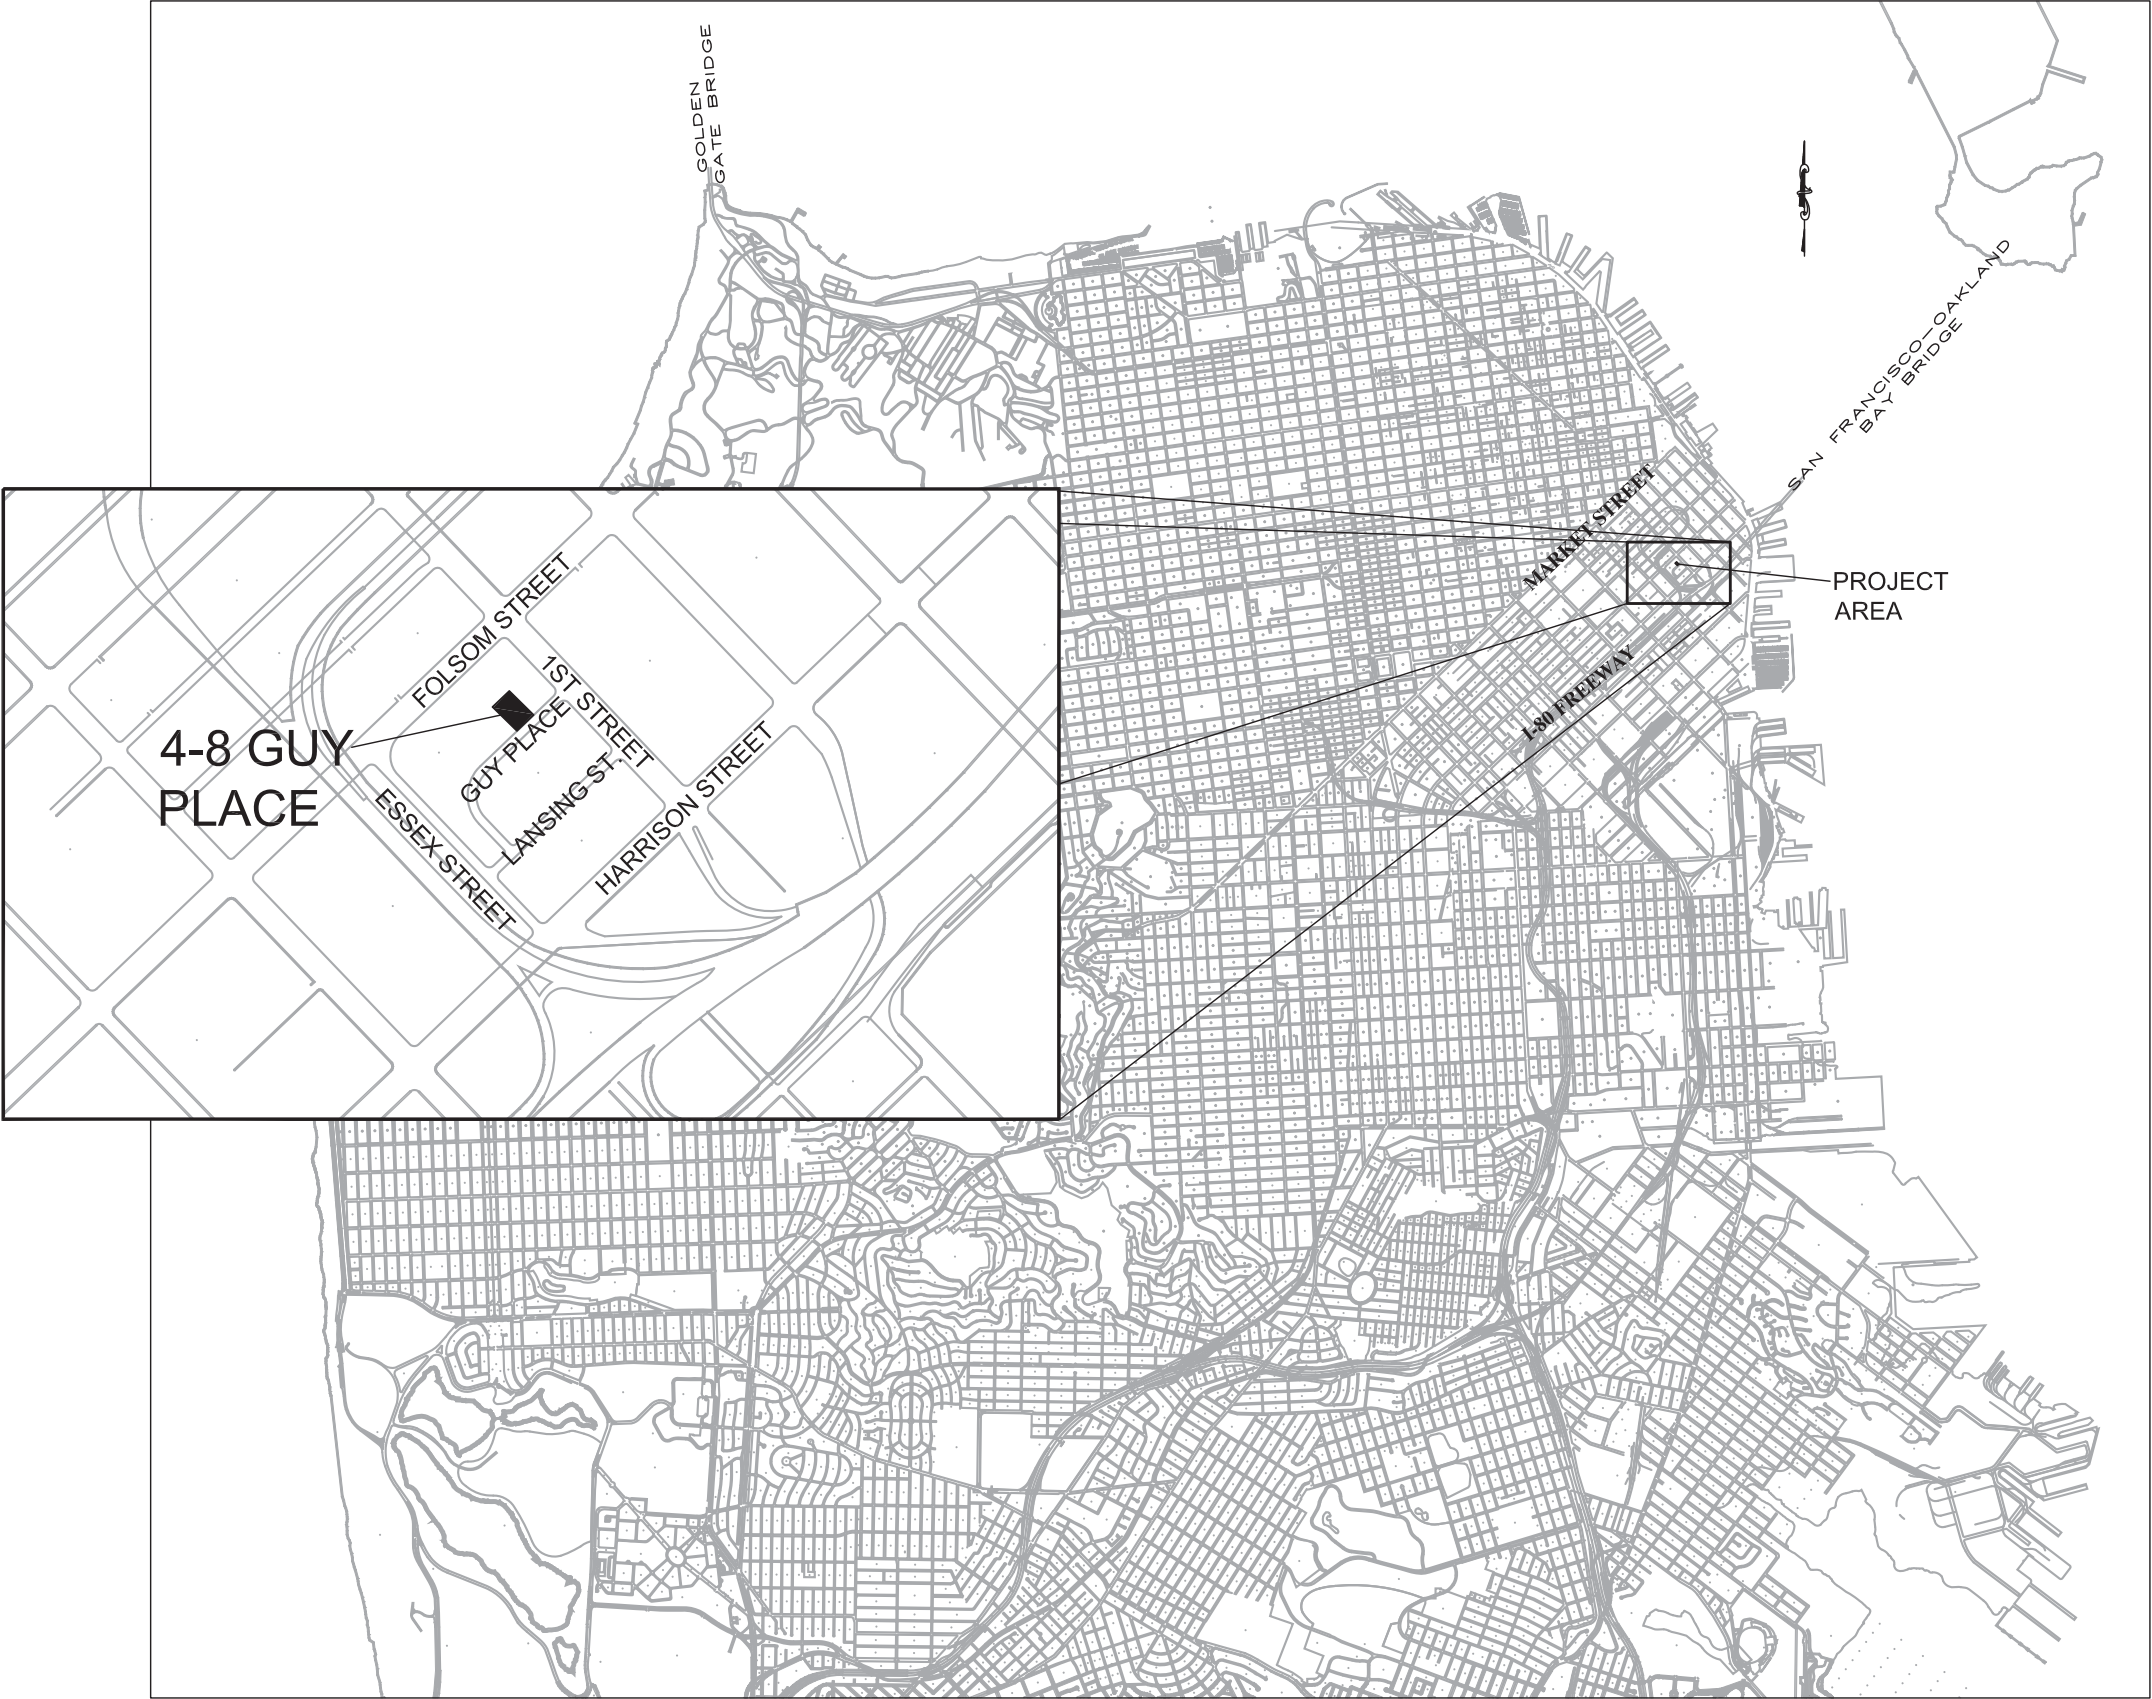 GOLDEN
GATE BRIDGE
SAN FRANCISCO—OAKLAND
BAY BRIDGE
MARKET STREET
PROJECT
AREA
I-80 FREEWAY
FOLSOM STREET
1ST STREET
GUY PLACE
LANSING ST.
HARRISON STREET
ESSEX STREET
4-8 GUY
PLACE